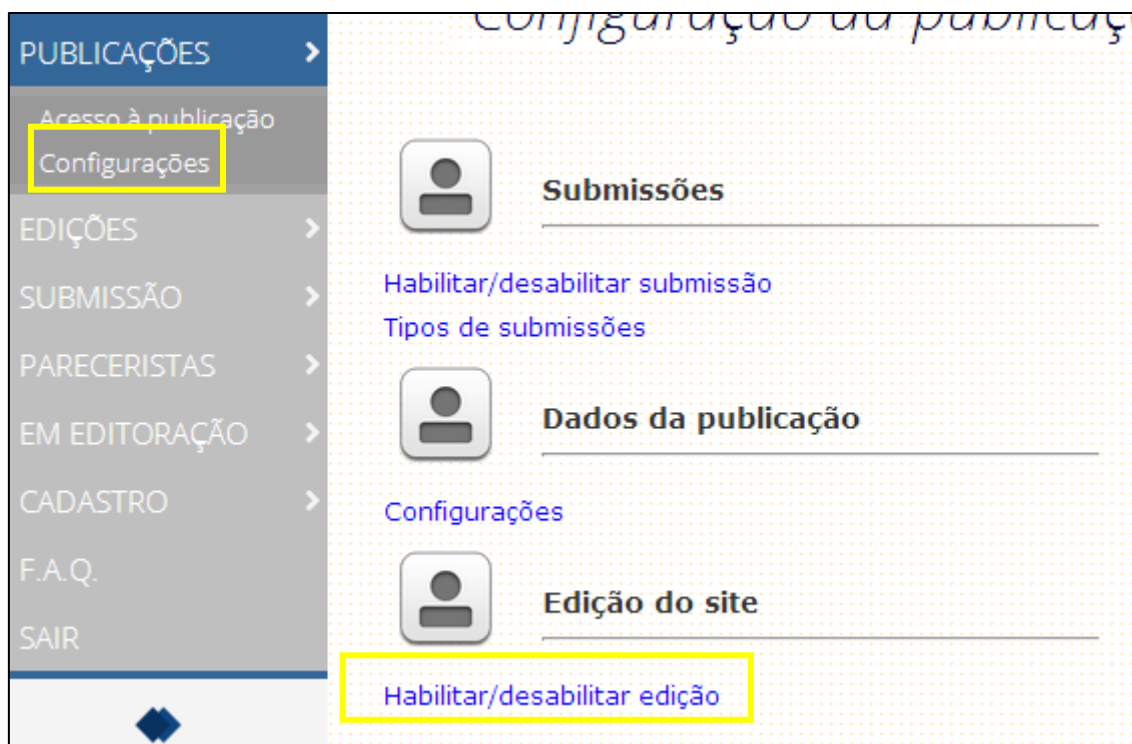 Configuração da publicaç
PUBLICAÇÕES
Acesso à publicação
Configurações
EDIÇÕES
SUBMISSÃO
PARECERISTAS
EM EDITORAÇÃO
CADASTRO
F.A.Q.
SAIR
Submissões
Habilitar/desabilitar submissão
Tipos de submissões
Dados da publicação
Configurações
Edição do site
Habilitar/desabilitar edição